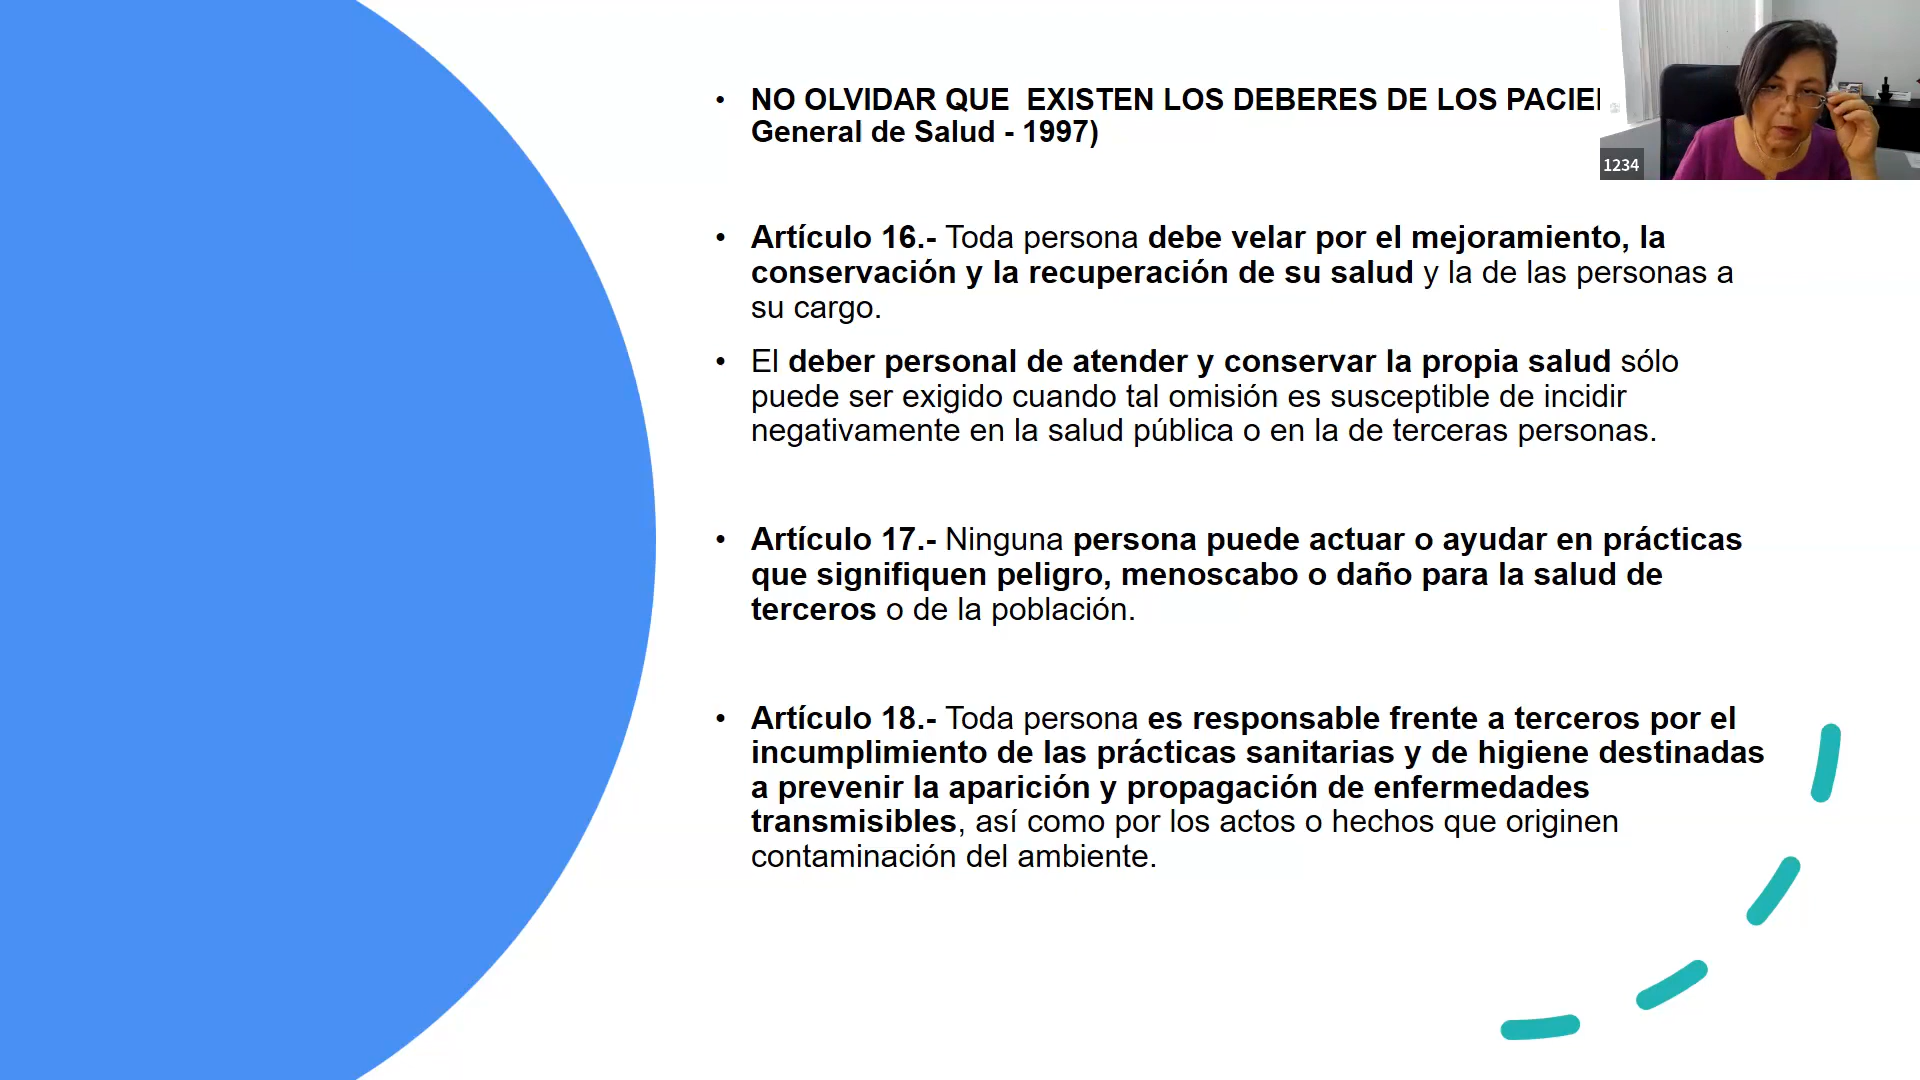 • NO OLVIDAR QUE  EXISTEN LOS DEBERES DE LOS
General de Salud - 1997)
• Artículo 16.- Toda persona debe velar por el mejoramiento, la
conservación y la recuperación de su salud y la de las personas a
su cargo.
• El deber personal de atender y conservar la propia salud sólo
puede ser exigido cuando tal omisión es susceptible de incidir
negativamente en la salud pública o en la de terceras personas.
• Artículo 17.- Ninguna persona puede actuar o ayudar en prácticas
que signifiquen peligro, menoscabo o daño para la salud de
terceros o de la población.
• Artículo 18.- Toda persona es responsable frente a terceros por el
incumplimiento de las prácticas sanitarias y de higiene destinadas
a prevenir la aparición y propagación de enfermedades
transmisibles, así como por los actos o hechos que originen
contaminación del ambiente.
1234